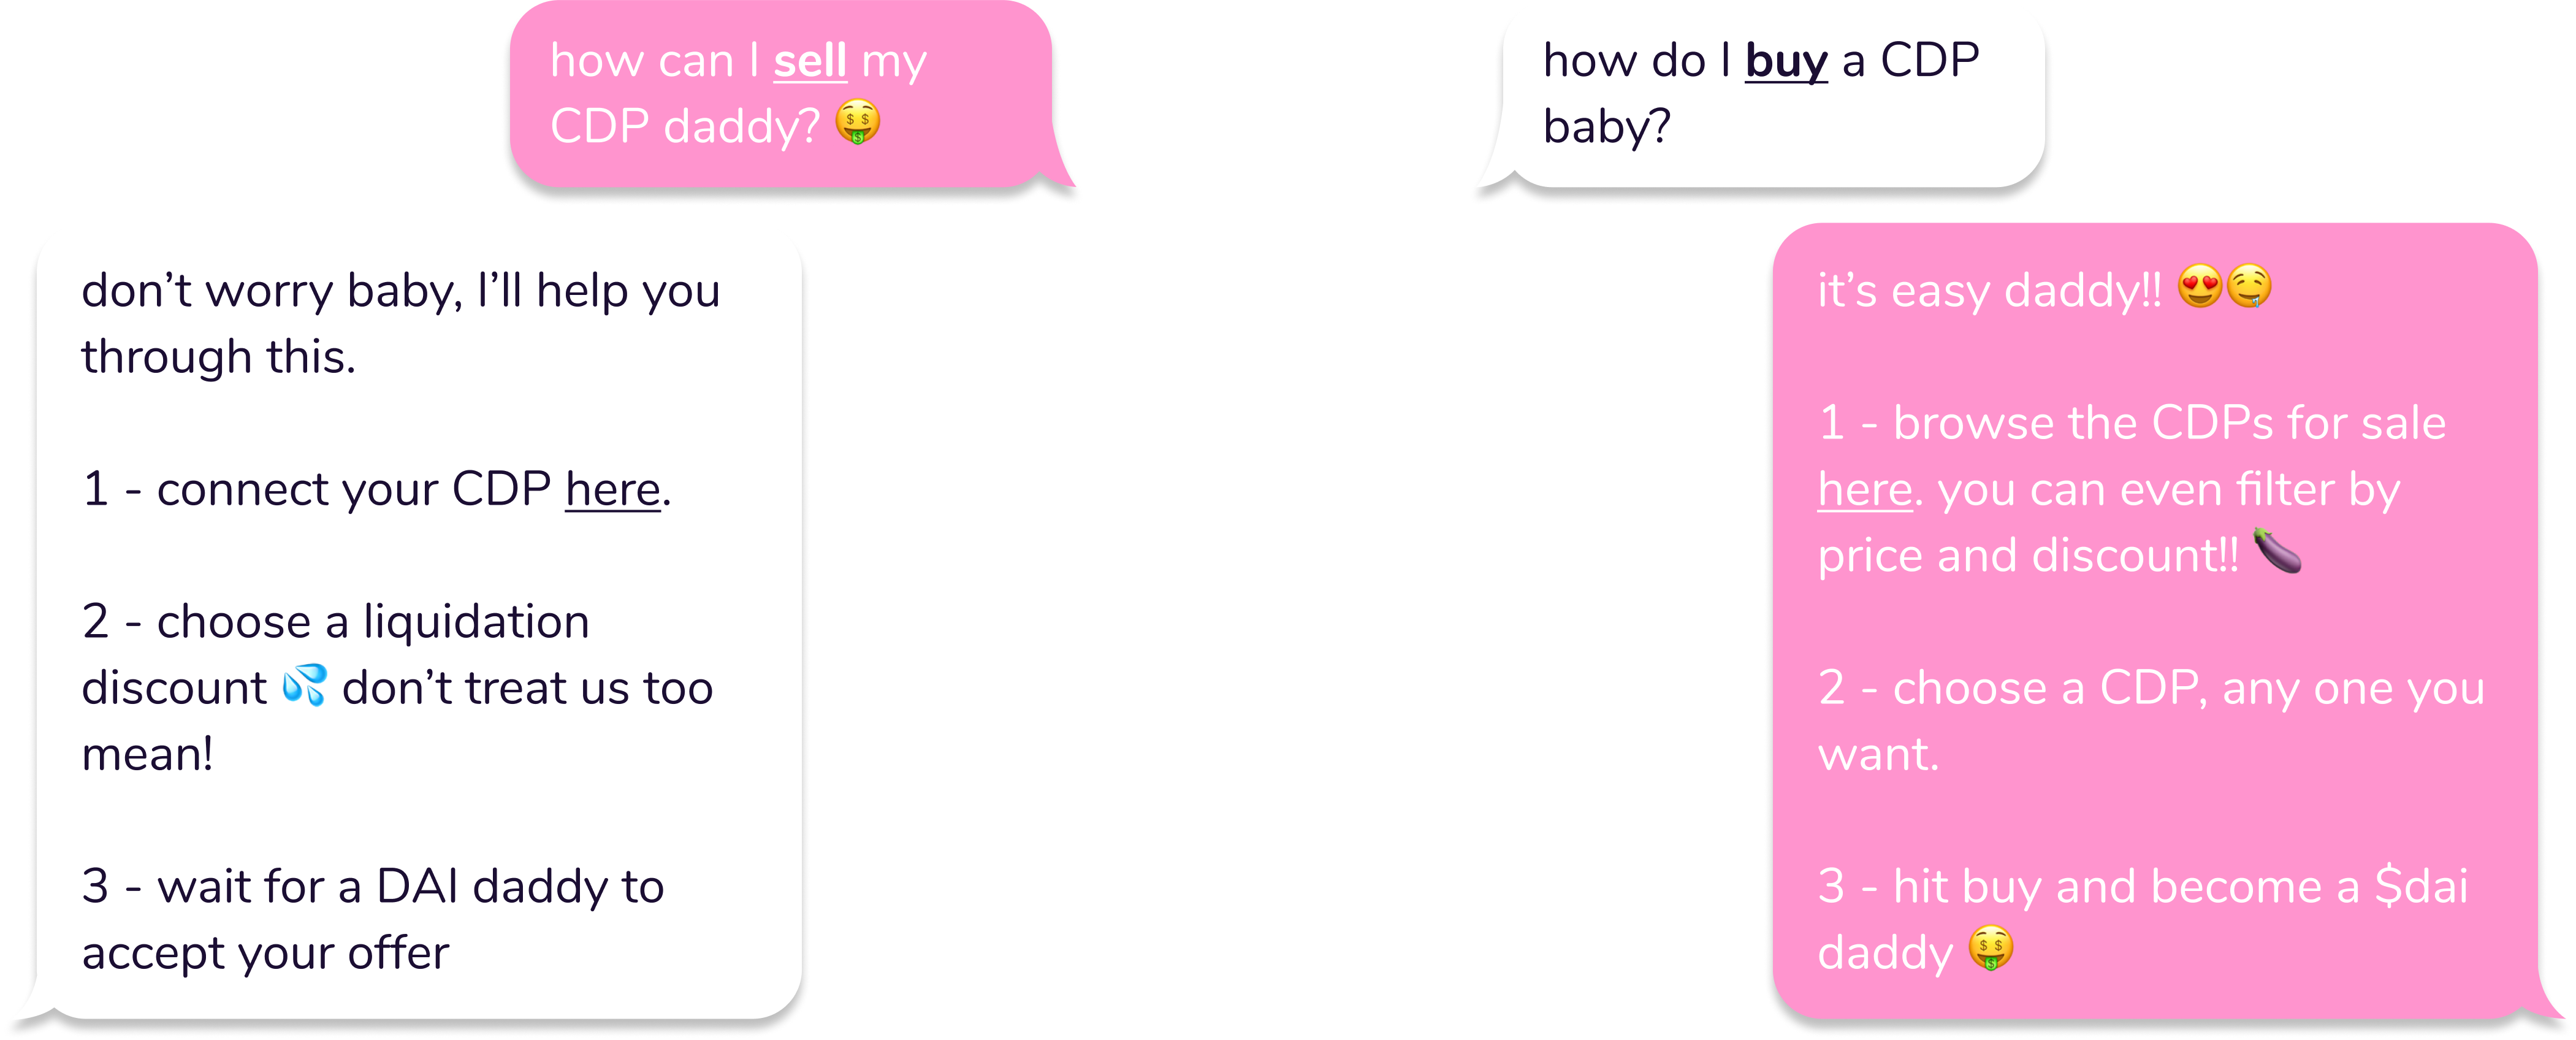 how can I sell my
CDP daddy? 🤑
don’t worry baby, I’ll help you
through this.
1 - connect your CDP here.
2 - choose a liquidation
discount 💦 don’t treat us too
mean!
3 - wait for a DAI daddy to
accept your offer
how do I buy a CDP
baby?
it’s easy daddy!! 😍🤤
1 - browse the CDPs for sale
here. you can even filter by
price and discount!! 🍆
2 - choose a CDP, any one you
want.
3 - hit buy and become a $dai
daddy 🤑